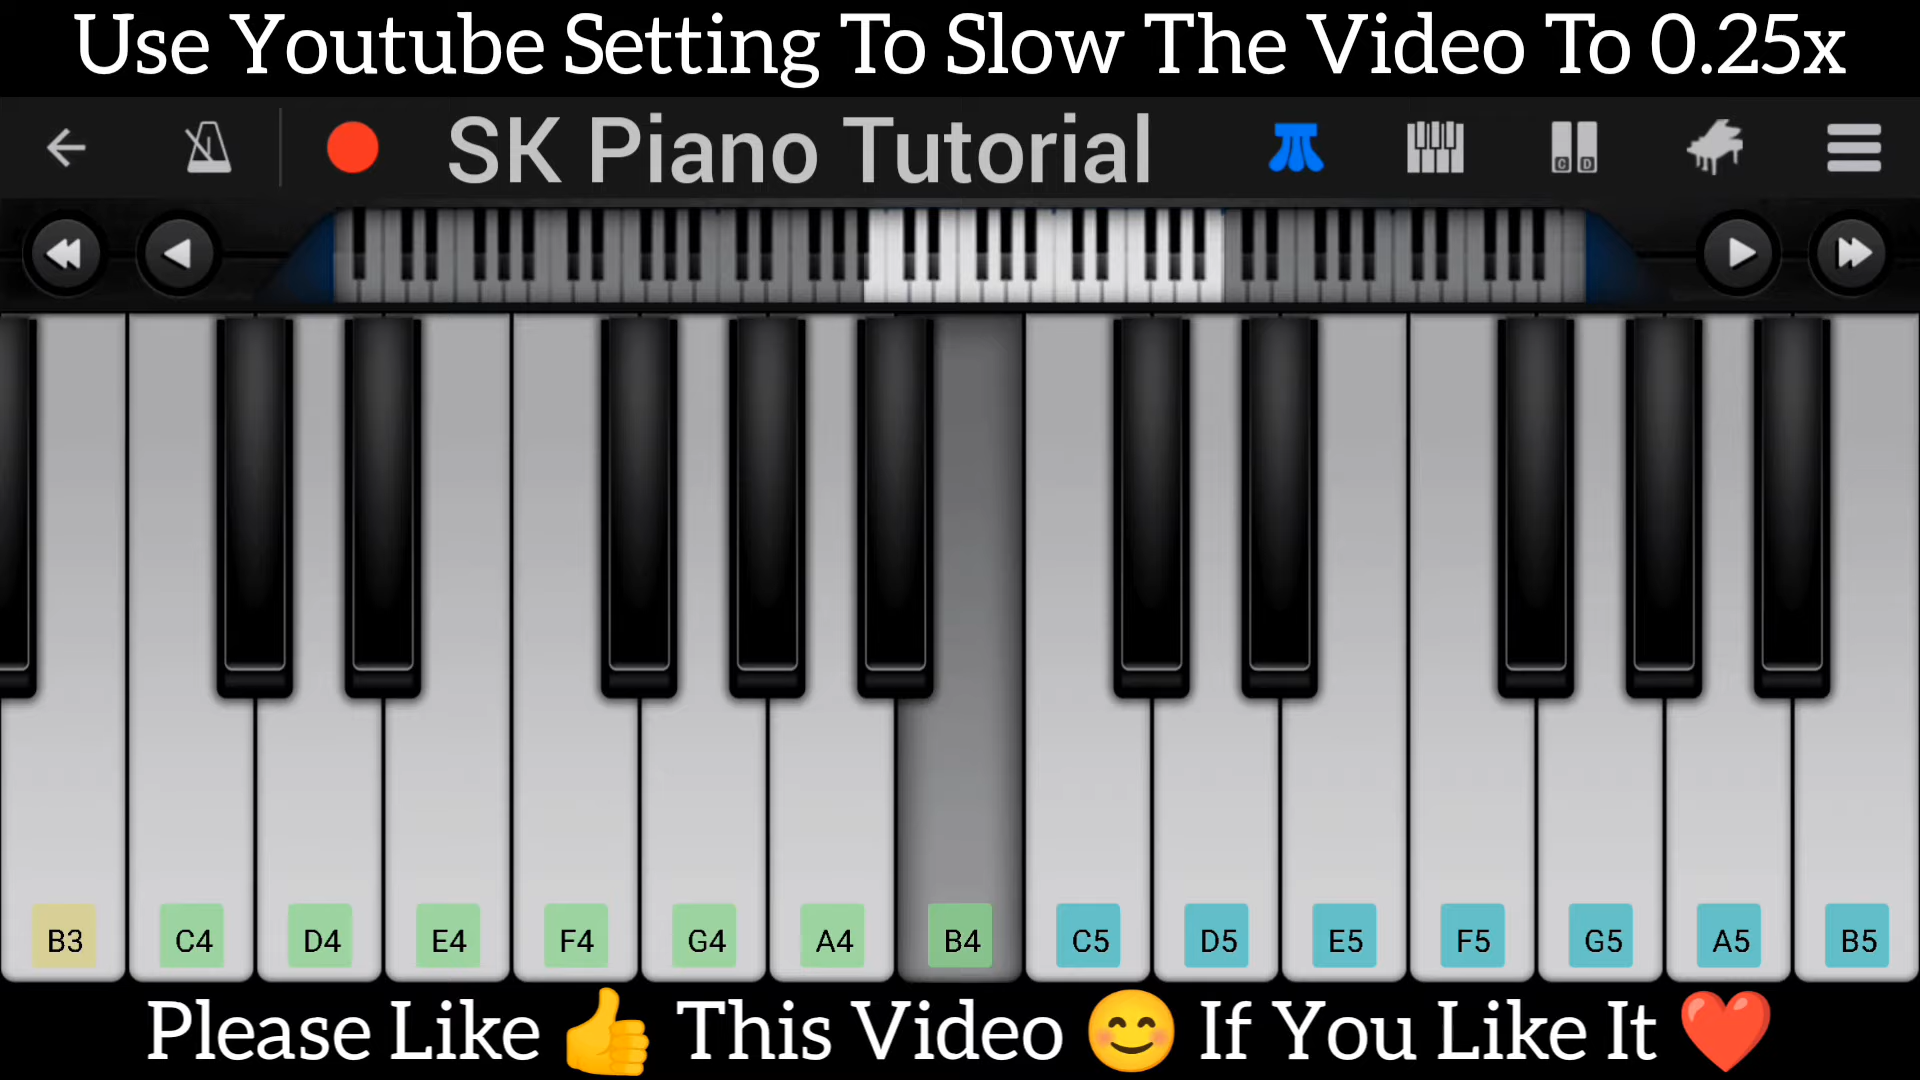 Use Youtube Setting To Slow The Video To 0.25x
SK Piano Tutorial
C D
B3 C4 D4 E4 F4 G4 A4 B4 C5 D5 E5 F5 G5 A5 B5
Please Like 👍 This Video 😊 If You Like It ❤️